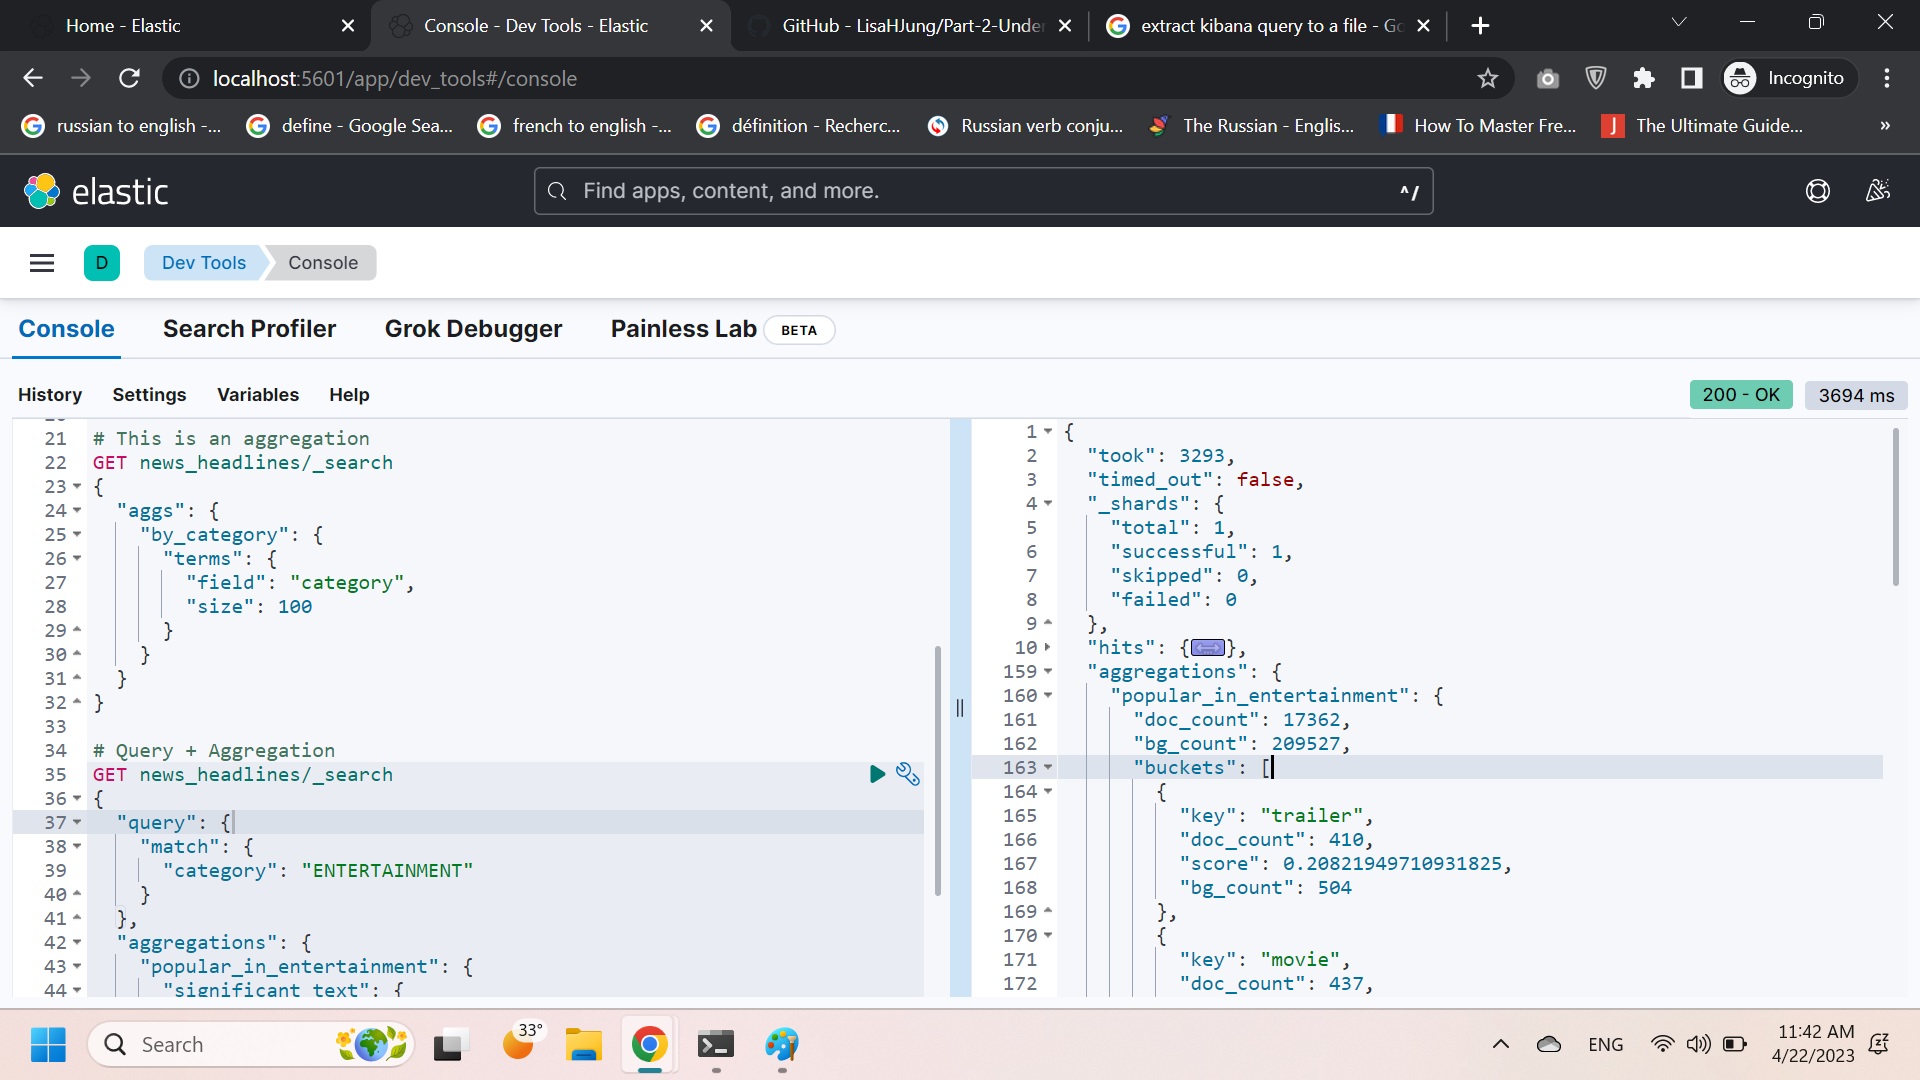 Home - Elastic
Console - Dev Tools - Elastic
GitHub - LisaHJung/Part-2-Under
extract kibana query to a file - Go
localhost:5601/app/dev_tools#/console
Incognito
russian to english -...
define - Google Sea...
french to english -...
définition - Recherc...
Russian verb conju...
The Russian - Englis...
How To Master Fre...
J
The Ultimate Guide...
»
elastic
Find apps, content, and more.
^/
D
Dev Tools
Console
Console
Search Profiler
Grok Debugger
Painless Lab
BETA
History
Settings
Variables
Help
200 - OK
3694 ms
21 # This is an aggregation
22 GET news_headlines/_search
23 {
24 "aggs": {
25 "by_category": {
26 "terms": {
27 "field": "category",
28 "size": 100
29 }
30 }
31 }
32 }
33
34 # Query + Aggregation
35 GET news_headlines/_search
36 {
37 "query": {
38 "match": {
39 "category": "ENTERTAINMENT"
40 }
41 },
42 "aggregations": {
43 "popular_in_entertainment": {
44 "significant_text": {
1 {
2 "took": 3293,
3 "timed_out": false,
4 "_shards": {
5 "total": 1,
6 "successful": 1,
7 "skipped": 0,
8 "failed": 0
9 },
10 "hits": {},
159 "aggregations": {
160 "popular_in_entertainment": {
161 "doc_count": 17362,
162 "bg_count": 209527,
163 "buckets": [
164 {
165 "key": "trailer",
166 "doc_count": 410,
167 "score": 0.20821949710931825,
168 "bg_count": 504
169 },
170 {
171 "key": "movie",
172 "doc_count": 437,
Search
33°
ENG
11:42 AM
4/22/2023